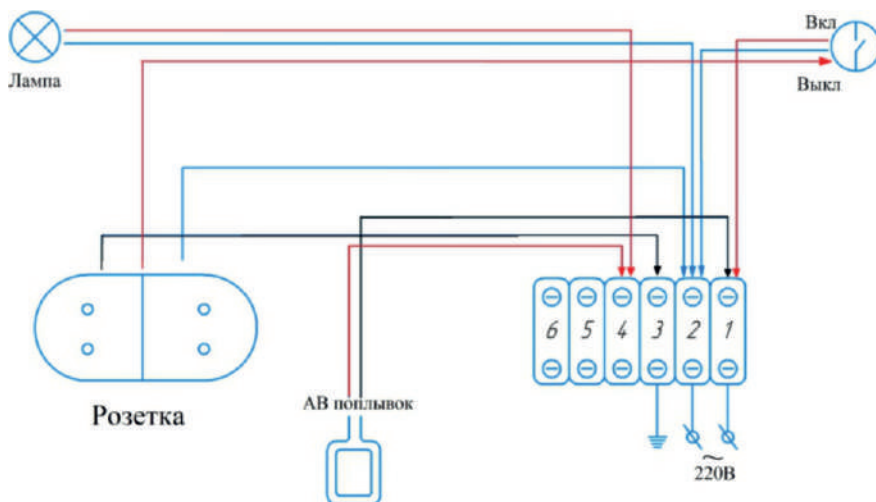 Вкл
Лампа
Выкл
6 5 4 3 2 1
АВ поплывок
Розетка
~
220В